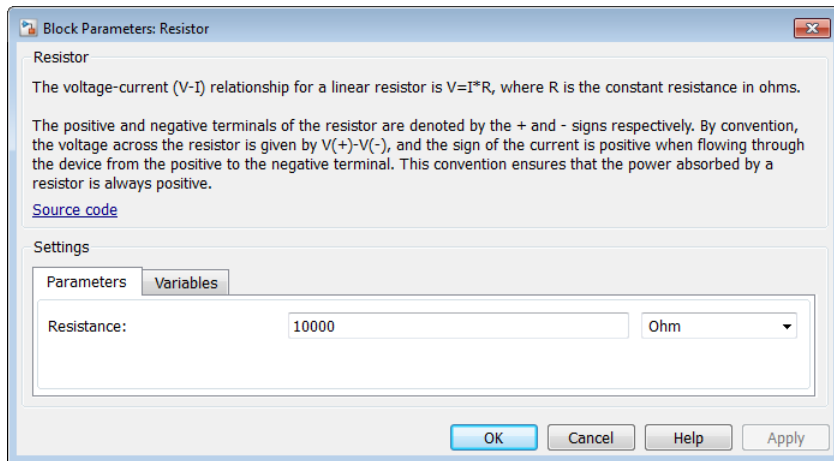 Block Parameters: Resistor
Resistor
The voltage-current (V-I) relationship for a linear resistor is V=I*R, where R is the constant resistance in ohms.
The positive and negative terminals of the resistor are denoted by the + and - signs respectively. By convention,
the voltage across the resistor is given by V(+)-V(-), and the sign of the current is positive when flowing through
the device from the positive to the negative terminal. This convention ensures that the power absorbed by a
resistor is always positive.
Source code
Settings
Parameters Variables
Resistance: 10000 Ohm
OK Cancel Help Apply